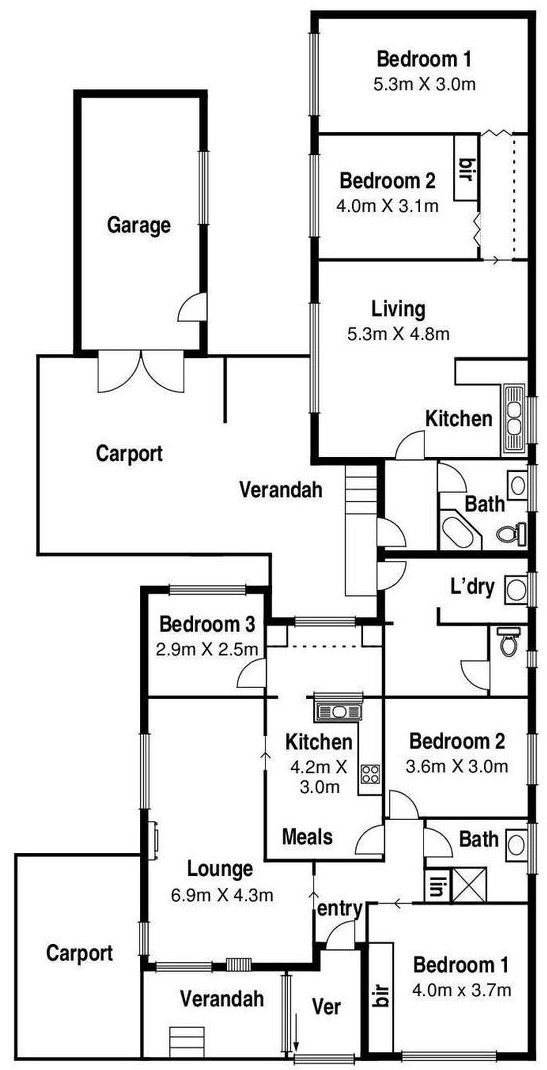 Bedroom 1
5.3m X 3.0m
bir
Bedroom 2
4.0m X 3.1m
Garage
Living
5.3m X 4.8m
Kitchen
Carport
Verandah
Bath
L'dry
Bedroom 3
2.9m X 2.5m
Kitchen
4.2m X
3.0m
Bedroom 2
3.6m X 3.0m
Meals
Bath
Lounge
6.9m X 4.3m
lin
entry
Carport
Bedroom 1
4.0m x 3.7m
bir
Verandah
Ver